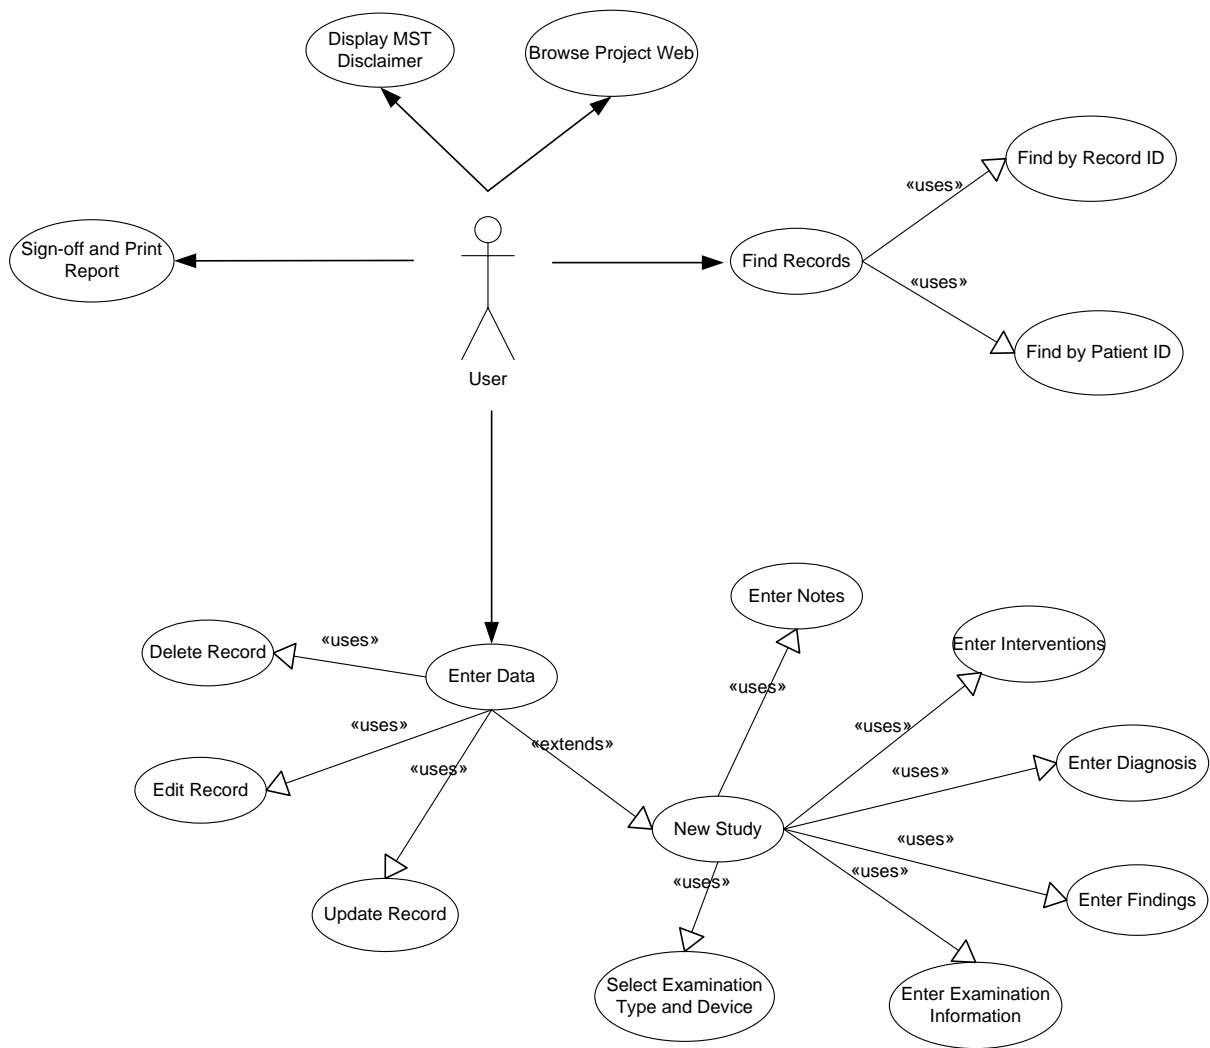 Display MST
Disclaimer
Browse Project Web
Find by Record ID
«uses»
Sign-off and Print
Report
Find Records
«uses»
Find by Patient ID
User
Enter Notes
«uses»
Delete Record
Enter Interventions
Enter Data
«uses»
«uses»
«extends»
«uses»
«uses»
Enter Diagnosis
«uses»
Edit Record
New Study
«uses»
«uses»
«uses»
Enter Findings
Update Record
Select Examination
Type and Device
Enter Examination
Information